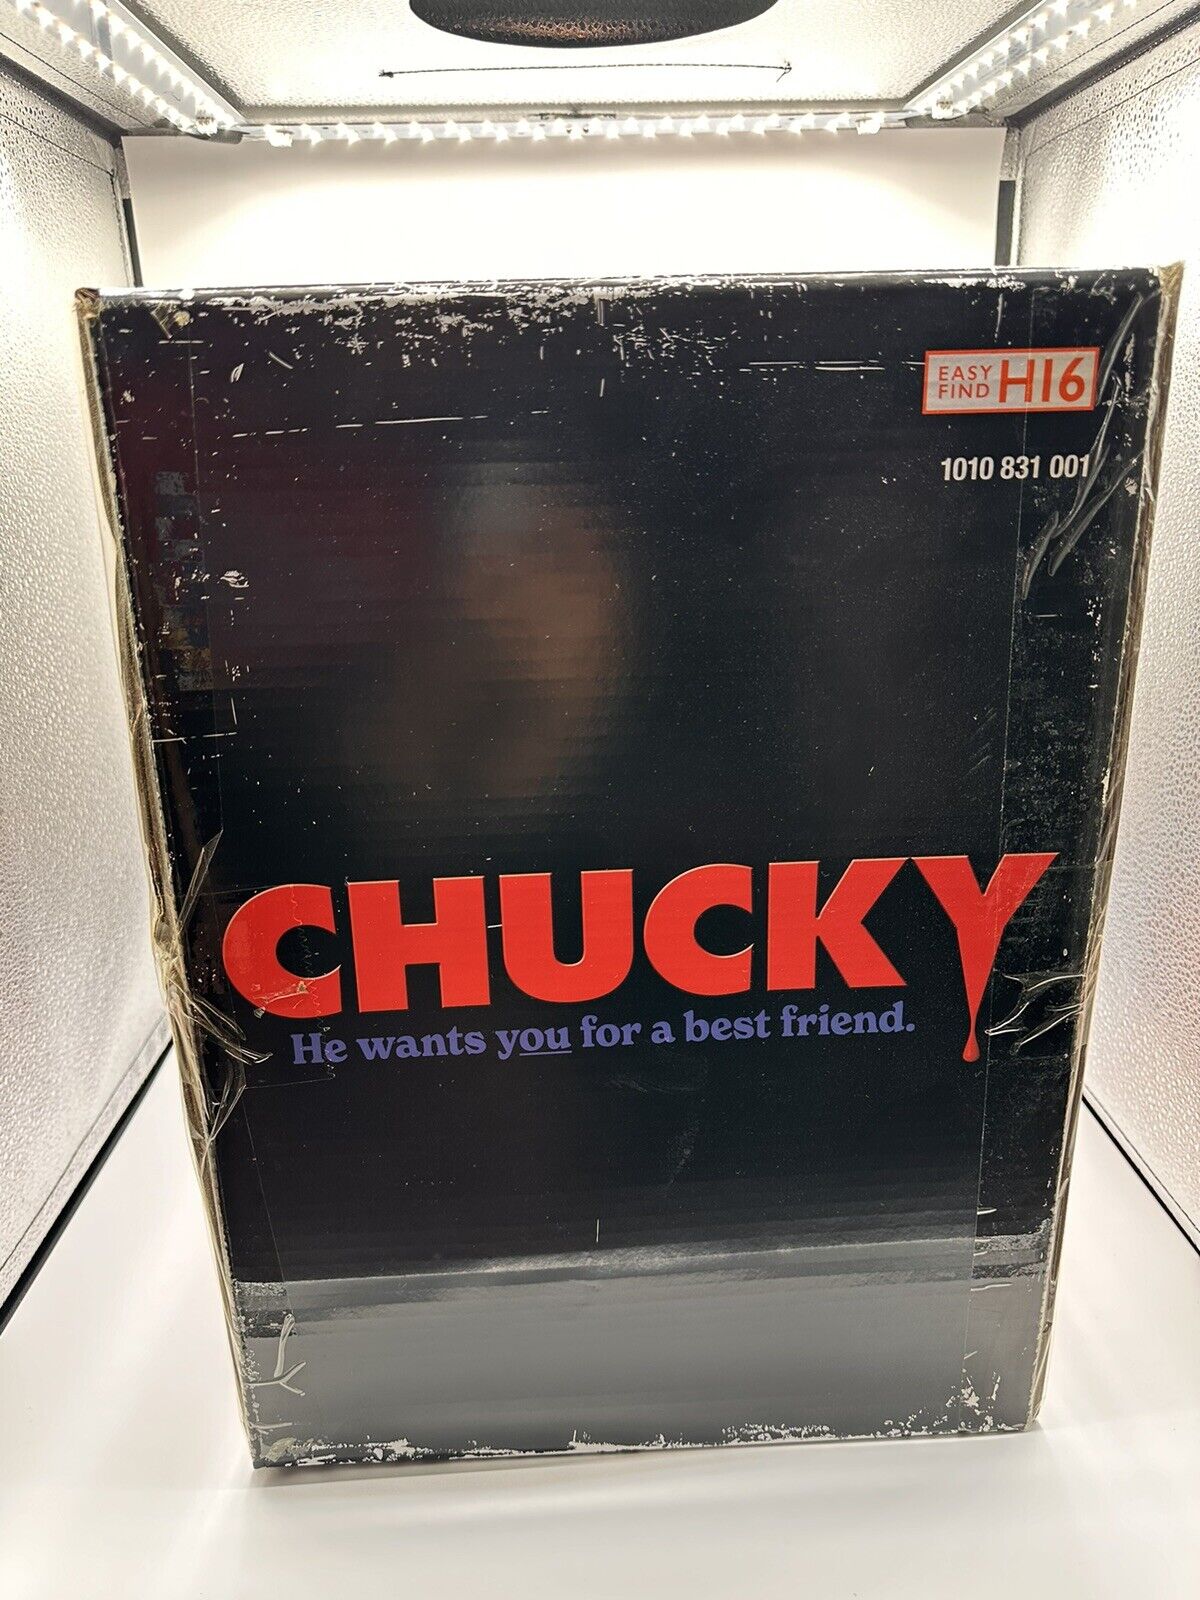 EASY
FIND H16
1010 831 001
CHUCKY
He wants you for a best friend.